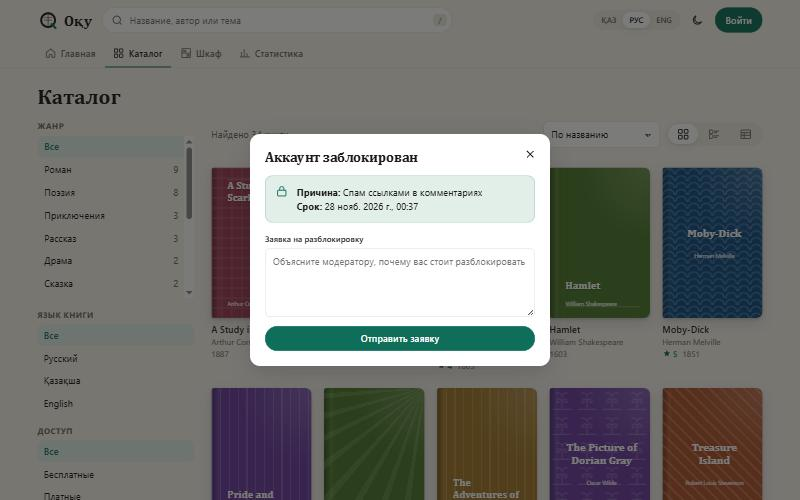 Оқу
Название, автор или тема
/
ҚАЗ РУС ENG
Войти
Главная
Каталог
Шкаф
Статистика
Каталог
ЖАНР
Все
Роман 9
Поэзия 8
Приключения 3
Рассказ 3
Драма 2
Сказка 2
ЯЗЫК КНИГИ
Все
Русский
Қазақша
English
ДОСТУП
Все
Бесплатные
Платные
Найдено
По названию
Аккаунт заблокирован
Причина: Спам ссылками в комментариях
Срок: 28 нояб. 2026 г., 00:37
Заявка на разблокировку
Объясните модератору, почему вас стоит разблокировать
Отправить заявку
1887
Hamlet
William Shakespeare
Hamlet
William Shakespeare
1603
Moby-Dick
Herman Melville
Moby-Dick
Herman Melville
★ 5 1851
Pride and
The
Adventures of
The Picture of
Dorian Gray
Oscar Wilde
Treasure
Island
Robert Louis Stevenson